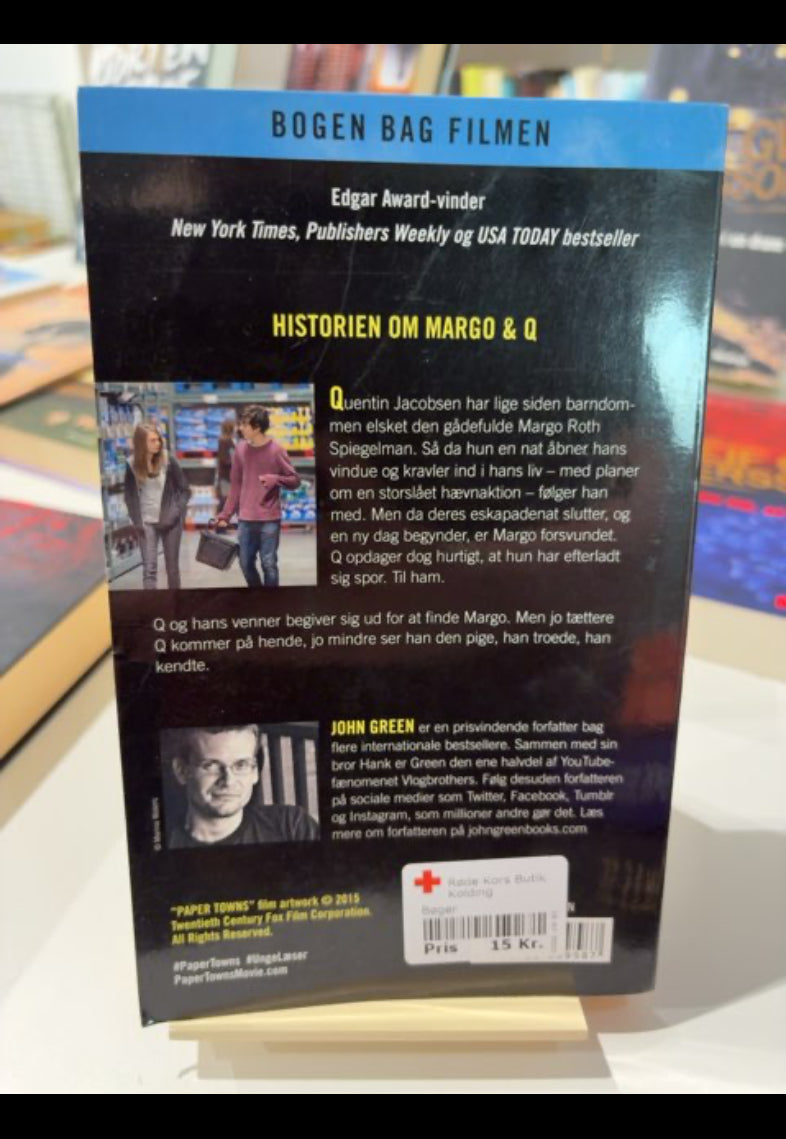 BOGEN BAG FILMEN
Edgar Award-vinder
New York Times, Publishers Weekly og USA TODAY bestseller
HISTORIEN OM MARGO & Q
Quentin Jacobsen har lige siden barndom-
men elsket den gådefulde Margo Roth
Spiegelman. Så da hun en nat åbner hans
vindue og kravler ind i hans liv – med planer
om en storslået hævnaktion – følger han
med. Men da deres eskapadenat slutter, og
en ny dag begynder, er Margo forsvundet.
Q opdager dog hurtigt, at hun har efterladt
sig spor. Til ham.
Q og hans venner begiver sig ud for at finde Margo. Men jo tættere
Q kommer på hende, jo mindre ser han den pige, han troede, han
kendte.
JOHN GREEN er en prisvindende forfatter bag
flere internationale bestsellere. Sammen med sin
bror Hank er Green den ene halvdel af YouTube-
fænomenet Vlogbrothers. Følg desuden forfatteren
på sociale medier som Twitter, Facebook, Tumblr
og Instagram, som millioner andre gør det. Læs
mere om forfatteren på johngreenbooks.com
"PAPER TOWNS" film artwork © 2015
Twentieth Century Fox Film Corporation.
All Rights Reserved.
#PaperTowns #UngeLæser
PaperTownsMovie.com
Røde Kors Butik
Kolding
Bøger
Pris 15 Kr.